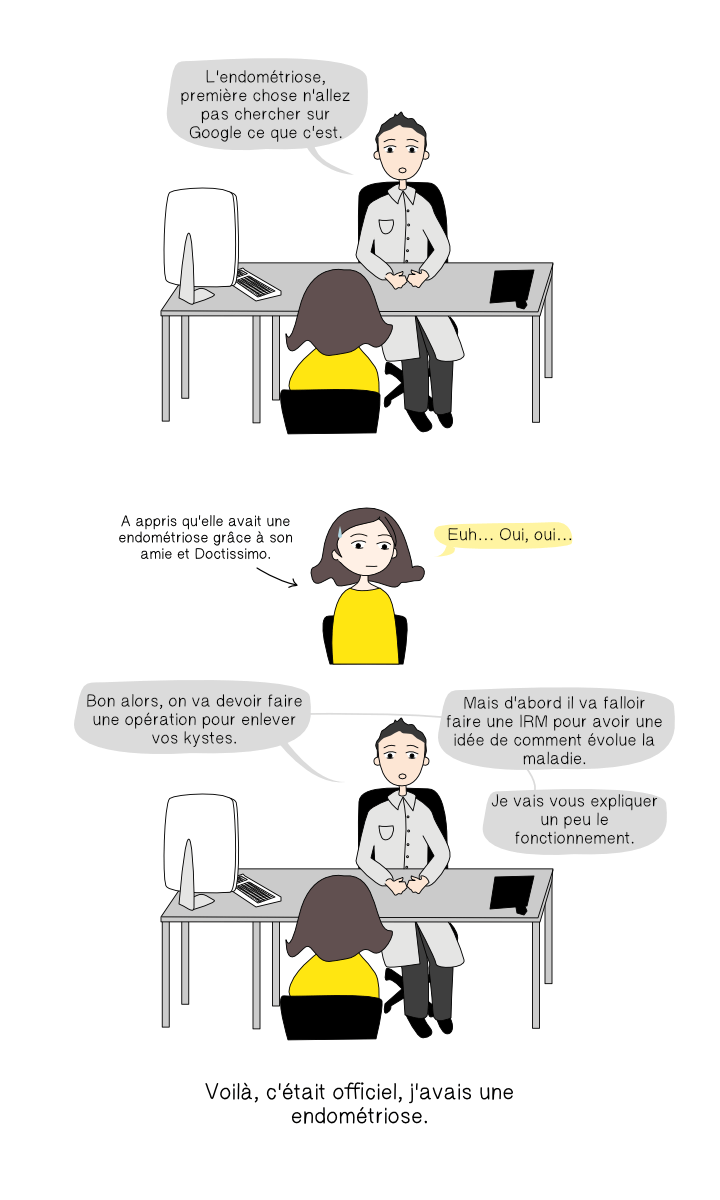 L'endométriose,
première chose n'allez
pas chercher sur
Google ce que c'est.
A appris qu'elle avait une
endométriose grâce à son
amie et Doctissimo.
Euh... Oui, oui...
Bon alors, on va devoir faire
une opération pour enlever
vos kystes.
Mais d'abord il va falloir
faire une IRM pour avoir une
idée de comment évolue la
maladie.
Je vais vous expliquer
un peu le
fonctionnement.
Voilà, c'était officiel, j'avais une
endométriose.